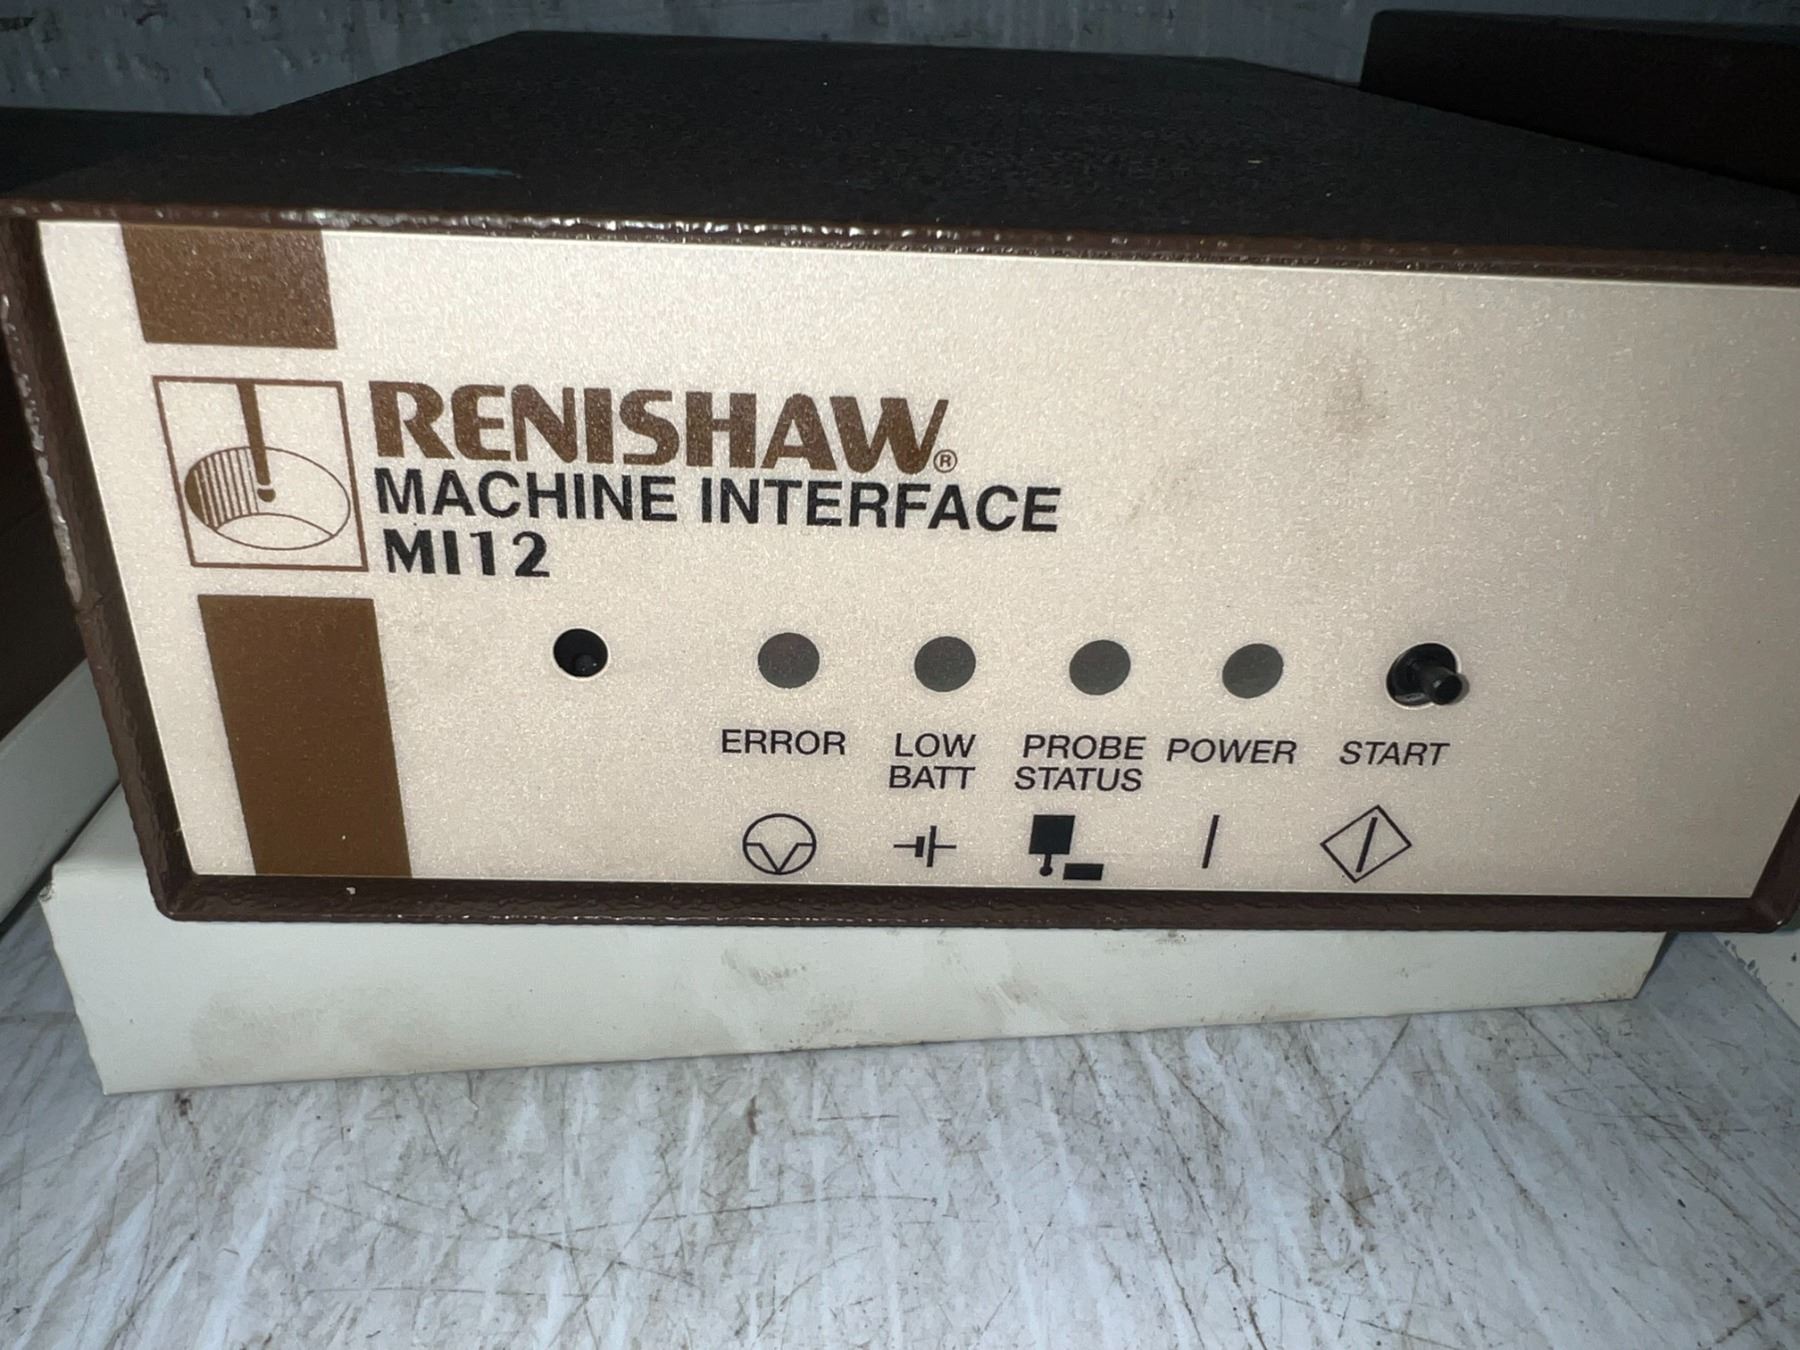 RENISHAW®
MACHINE INTERFACE
MI12
ERROR
LOW BATT
PROBE STATUS
POWER
START